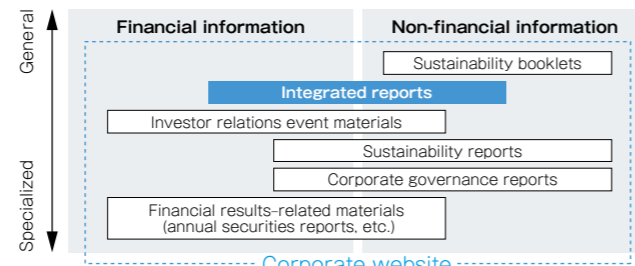 General
Financial information
Non-financial information
Sustainability booklets
Integrated reports
Investor relations event materials
Sustainability reports
Corporate governance reports
Financial results-related materials
(annual securities reports, etc.)
Specialized
Corporate website